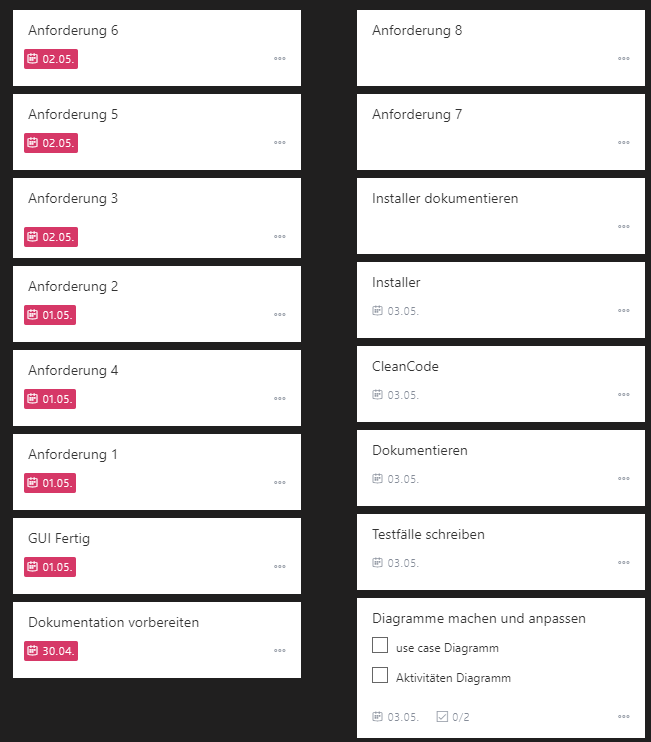 Anforderung 6
02.05.
Anforderung 5
02.05.
Anforderung 3
02.05.
Anforderung 2
01.05.
Anforderung 4
01.05.
Anforderung 1
01.05.
GUI Fertig
01.05.
Dokumentation vorbereiten
30.04.
Anforderung 8
Anforderung 7
Installer dokumentieren
Installer
03.05.
CleanCode
03.05.
Dokumentieren
03.05.
Testfälle schreiben
03.05.
Diagramme machen und anpassen
use case Diagramm
Aktivitäten Diagramm
03.05. 0/2